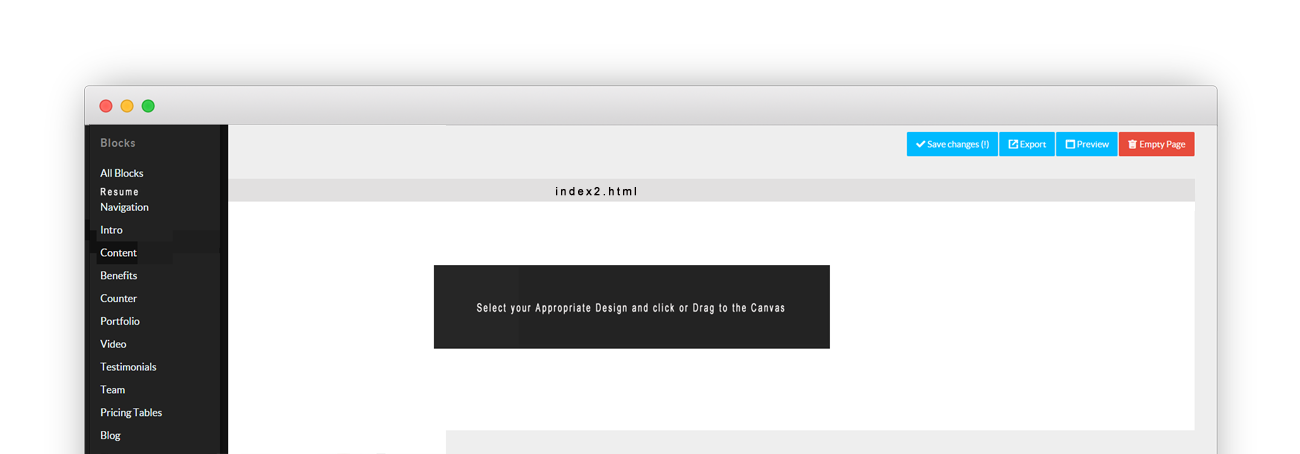 Blocks
Save changes (!) Export Preview Empty Page
All Blocks
Resume
index2.html
Navigation
Intro
Content
Benefits
Counter
Select your Appropriate Design and click or Drag to the Canvas
Portfolio
Video
Testimonials
Team
Pricing Tables
Blog